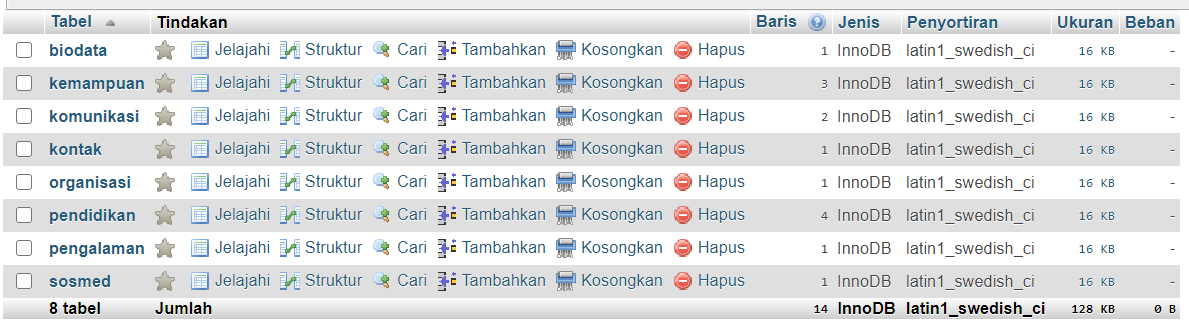 Tabel Tindakan Baris Jenis Penyortiran Ukuran Beban
biodata Jelajahi Struktur Cari Tambahkan Kosongkan Hapus 1 InnoDB latin1_swedish_ci 16 KB -
kemampuan Jelajahi Struktur Cari Tambahkan Kosongkan Hapus 3 InnoDB latin1_swedish_ci 16 KB -
komunikasi Jelajahi Struktur Cari Tambahkan Kosongkan Hapus 2 InnoDB latin1_swedish_ci 16 KB -
kontak Jelajahi Struktur Cari Tambahkan Kosongkan Hapus 1 InnoDB latin1_swedish_ci 16 KB -
organisasi Jelajahi Struktur Cari Tambahkan Kosongkan Hapus 1 InnoDB latin1_swedish_ci 16 KB -
pendidikan Jelajahi Struktur Cari Tambahkan Kosongkan Hapus 4 InnoDB latin1_swedish_ci 16 KB -
pengalaman Jelajahi Struktur Cari Tambahkan Kosongkan Hapus 1 InnoDB latin1_swedish_ci 16 KB -
sosmed Jelajahi Struktur Cari Tambahkan Kosongkan Hapus 1 InnoDB latin1_swedish_ci 16 KB -
8 tabel Jumlah 14 InnoDB latin1_swedish_ci 128 KB 0 B